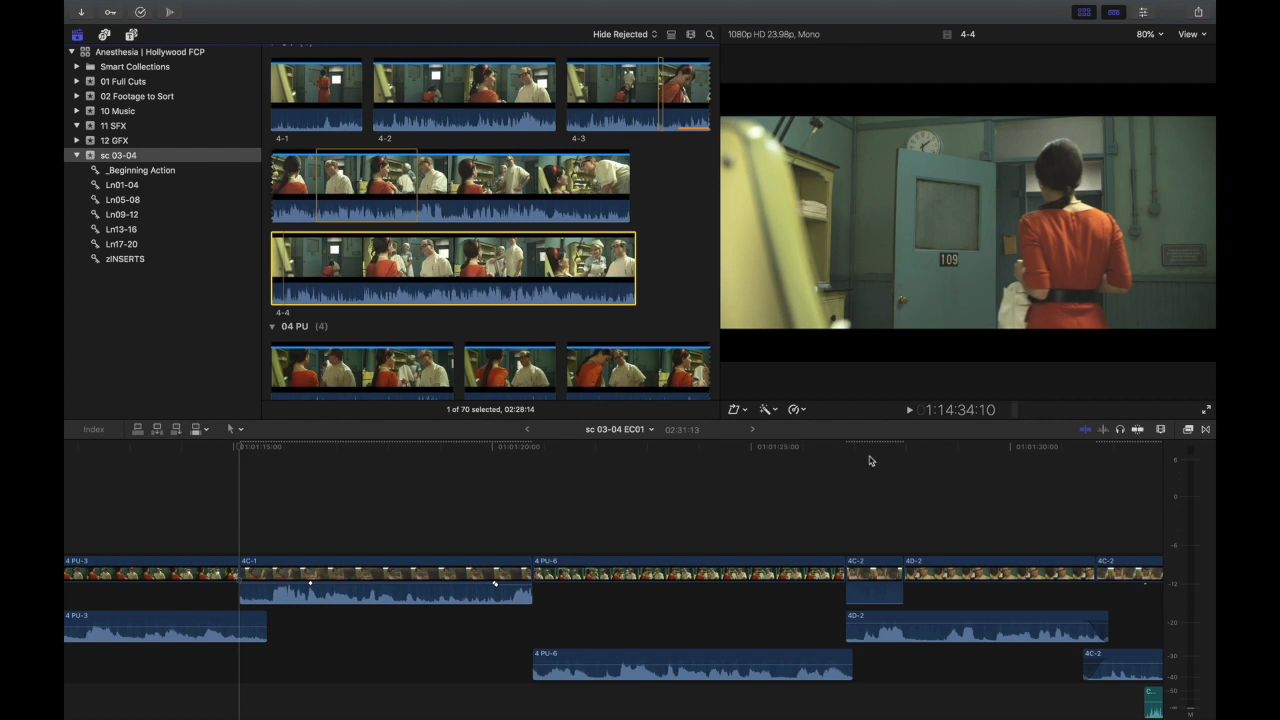 Hide Rejected
1080p HD 23.98p, Mono
4-4
80%
View
Anesthesia | Hollywood FCP
Smart Collections
01 Full Cuts
02 Footage to Sort
10 Music
11 SFX
12 GFX
sc 03-04
_Beginning Action
Ln01-04
Ln05-08
Ln09-12
Ln13-16
Ln17-20
zINSERTS
4-1
4-2
4-3
4-4
04 PU (4)
1 of 70 selected, 02:28:14
109
01:14:34:10
Index
sc 03-04 EC01
02:31:13
01:01:15:00
01:01:20:00
01:01:25:00
01:01:30:00
6
0
-6
-12
-20
-30
-40
-50
M
4 PU-3
4C-1
4 PU-6
4C-2
4D-2
4C-2
4 PU-3
4D-2
4 PU-6
4C-2
C...